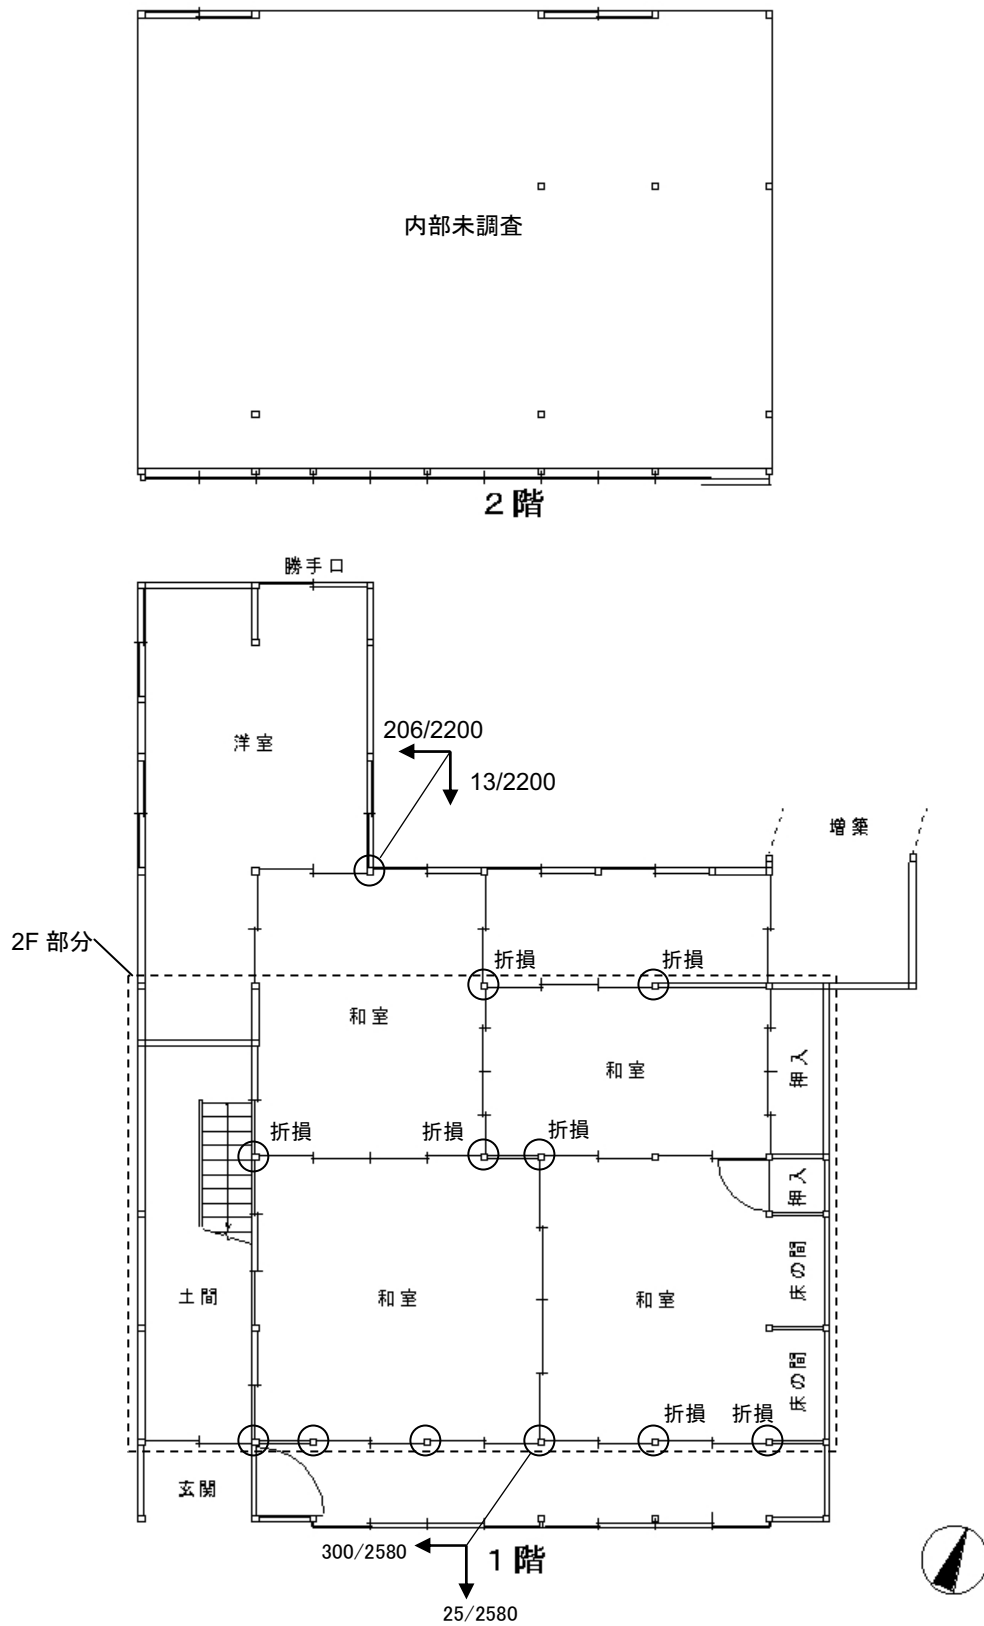 内部未調査
2階
勝手口
206/2200
洋室
13/2200
増築
2F 部分
折損
折損
和室
和室
押入
折損
折損
折損
押入
床の間
土間
和室
和室
床の間
折損
折損
玄関
300/2580
1階
25/2580